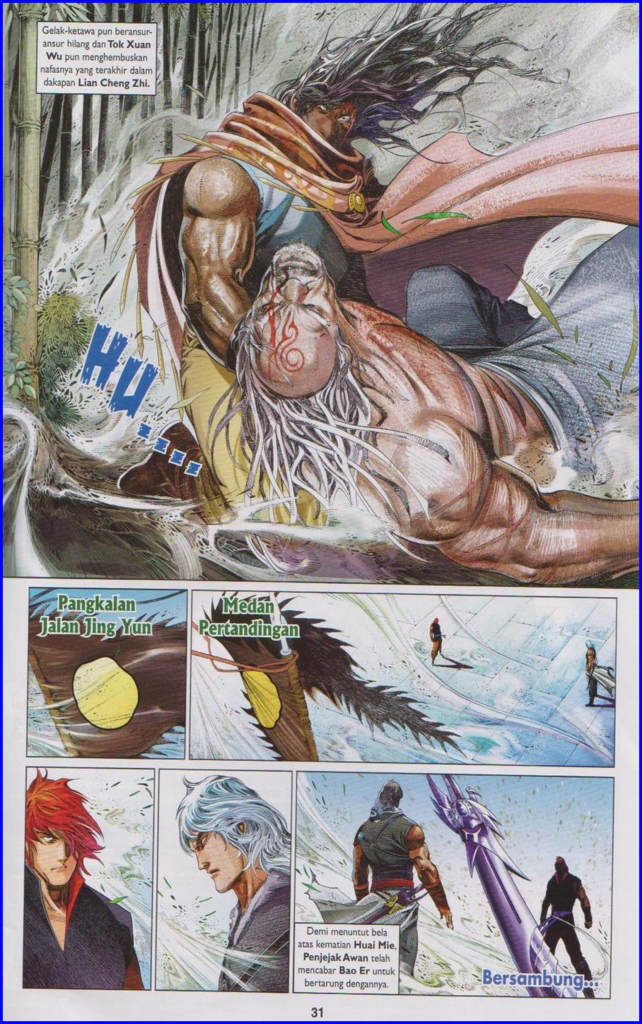 Gelak-ketawa pun beransur-
ansur hilang dan Tok Xuan
Wu pun menghembuskan
nafasnya yang terakhir dalam
dakapan Lian Cheng Zhi.
HU
zzzz
Pangkalan
Jalan Jing Yun
Medan
Pertandingan
Demi menuntut bela
atas kematian Huai Mie,
Penjejak Awan telah
mencabar Bao Er untuk
bertarung dengannya.
Bersambung...
31